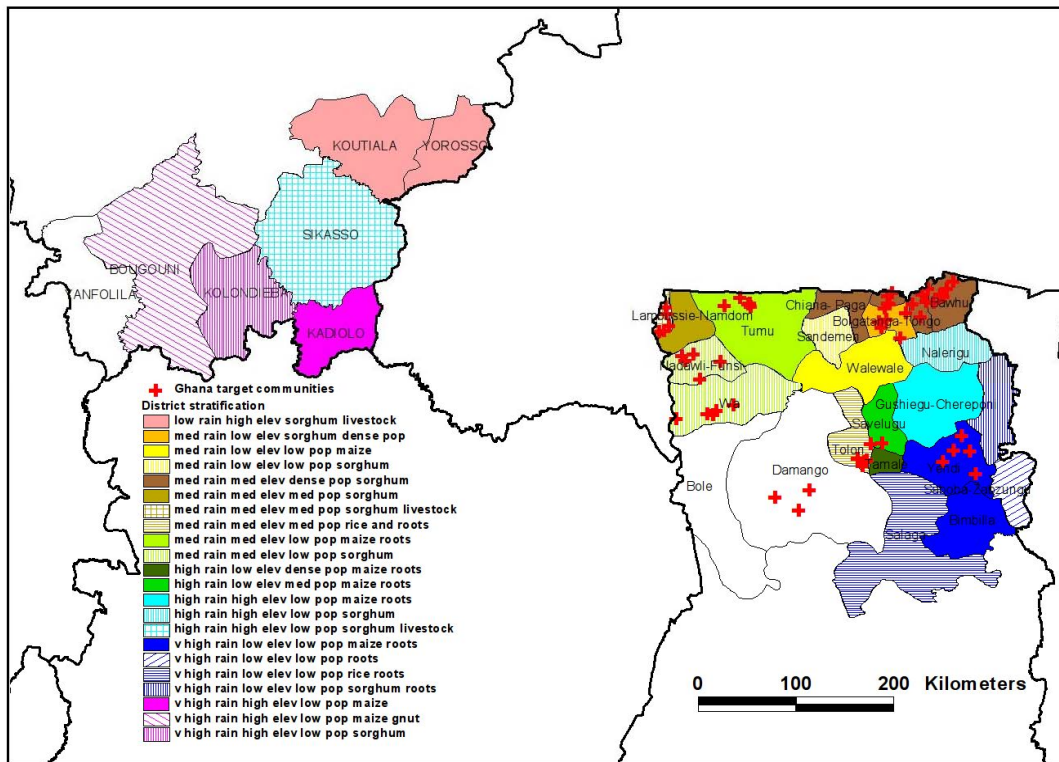 KOUTIALA
YOROSSO
SIKASSO
BOUGOUNI
ANFOLILA
KOLONDIEBA
KADIOLO
Lambussie-Namdom
Tumu
Chiana- Paga
Sandemen
Bolgatanga-Tongo
Bawhu
Nadawli-Funsi
Walewale
Nalerigu
Wa
Gushiegu-Cherepon
Savelugu
Tolon
Tamale
Yendi
Damango
Bole
Salaga
Bimbilla
Ghana target communities
District stratification
low rain high elev sorghum livestock
med rain low elev sorghum dense pop
med rain low elev low pop maize
med rain low elev low pop sorghum
med rain med elev dense pop sorghum
med rain med elev med pop sorghum
med rain med elev med pop sorghum livestock
med rain med elev med pop rice and roots
med rain med elev low pop maize roots
med rain med elev low pop sorghum
high rain low elev dense pop maize roots
high rain low elev med pop maize roots
high rain high elev low pop maize roots
high rain high elev low pop sorghum
high rain high elev low pop sorghum livestock
v high rain low elev low pop maize roots
v high rain low elev low pop roots
v high rain low elev low pop rice roots
v high rain low elev low pop sorghum roots
v high rain high elev low pop maize
v high rain high elev low pop maize gnut
v high rain high elev low pop sorghum
0 100 200 Kilometers